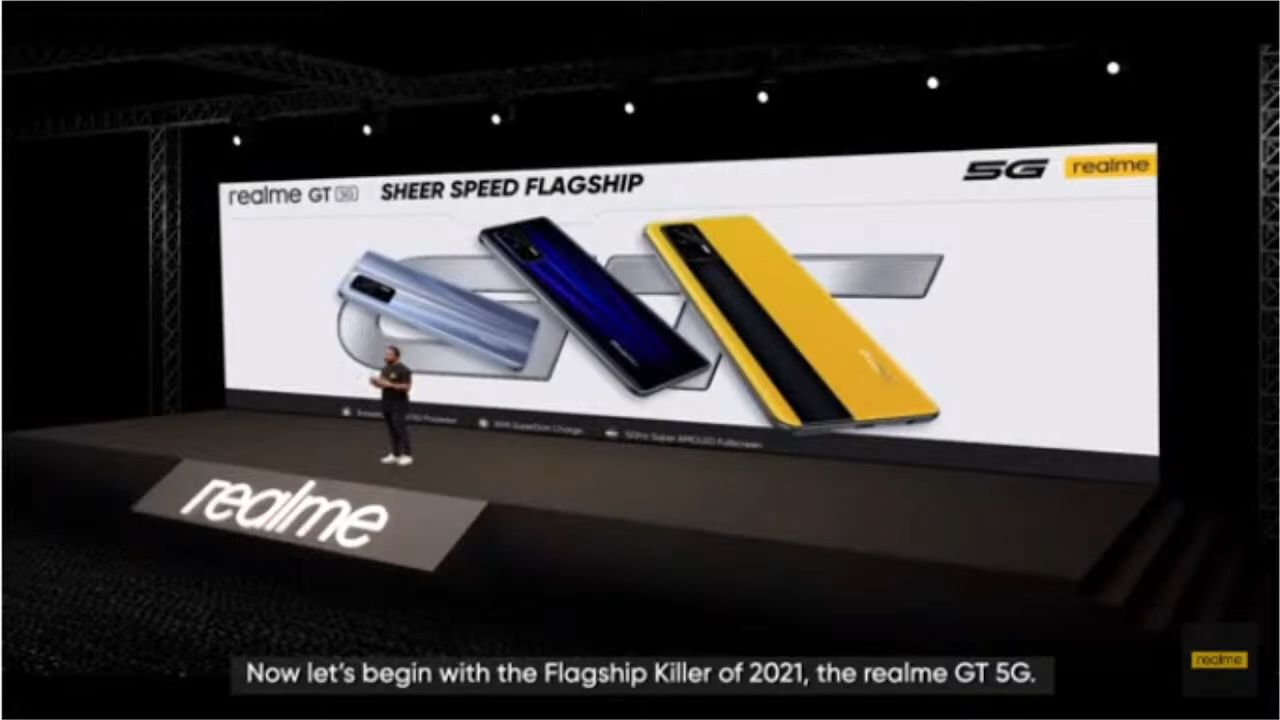 realme GT 5G SHEER SPEED FLAGSHIP
5G realme
realme
Now let's begin with the Flagship Killer of 2021, the realme GT 5G.
realme